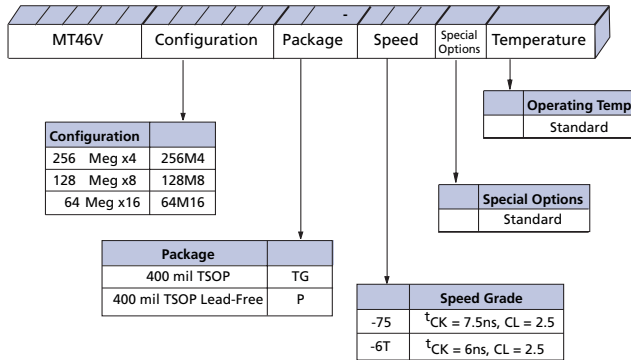 -
MT46V Configuration Package Speed Special Options Temperature
Operating Temp
Standard
Configuration
256 Meg x4 256M4
128 Meg x8 128M8
64 Meg x16 64M16
Special Options
Standard
Package
400 mil TSOP TG
400 mil TSOP Lead-Free P
Speed Grade
-75 tCK = 7.5ns, CL = 2.5
-6T tCK = 6ns, CL = 2.5